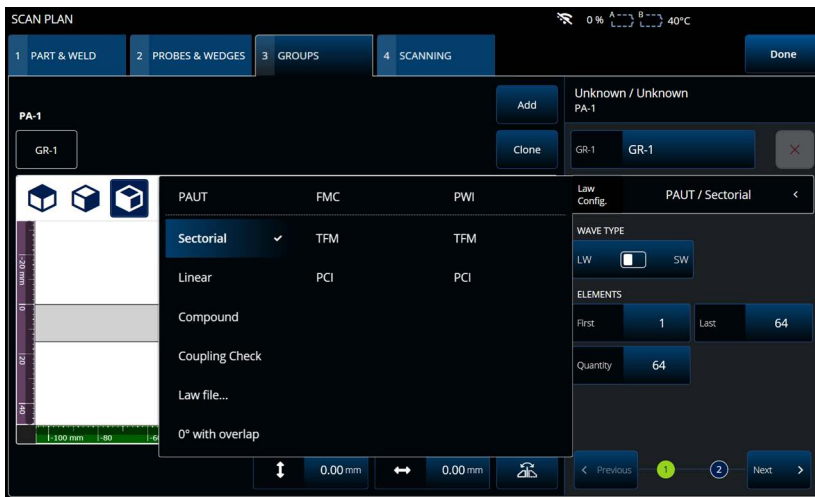 SCAN PLAN
0 % A B 40°C
1 PART & WELD
2 PROBES & WEDGES
3 GROUPS
4 SCANNING
Done
PA-1
Add
GR-1
Clone
Unknown / Unknown
PA-1
GR-1 GR-1
Law Config. PAUT / Sectorial
WAVE TYPE
LW SW
ELEMENTS
First 1 Last 64
Quantity 64
PAUT FMC PWI
Sectorial TFM TFM
Linear PCI PCI
Compound
Coupling Check
Law file...
0° with overlap
-20 mm
0
20
40
-100 mm -80
0.00 mm 0.00 mm
Previous 1 2 Next